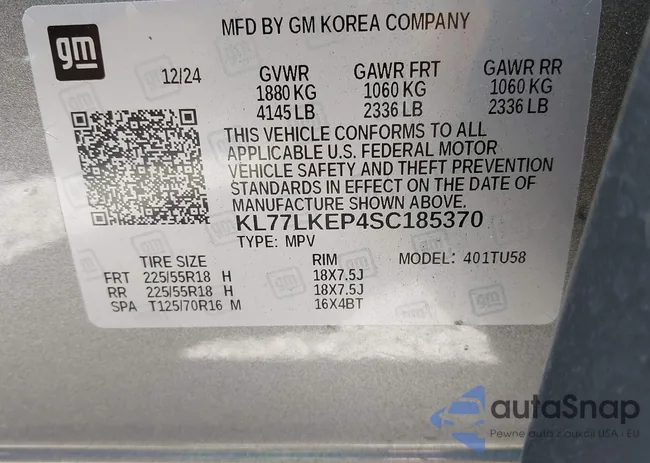 gm
MFD BY GM KOREA COMPANY
12/24 GVWR GAWR FRT GAWR RR
1880 KG 1060 KG 1060 KG
4145 LB 2336 LB 2336 LB
THIS VEHICLE CONFORMS TO ALL
APPLICABLE U.S. FEDERAL MOTOR
VEHICLE SAFETY AND THEFT PREVENTION
STANDARDS IN EFFECT ON THE DATE OF
MANUFACTURE SHOWN ABOVE.
KL77LKEP4SC185370
TYPE: MPV MODEL: 401TU58
TIRE SIZE RIM
FRT 225/55R18 H 18X7.5J
RR 225/55R18 H 18X7.5J
SPA T125/70R16 M 16X4BT
autaSnap
Pewne auto z aukcji USA - EU